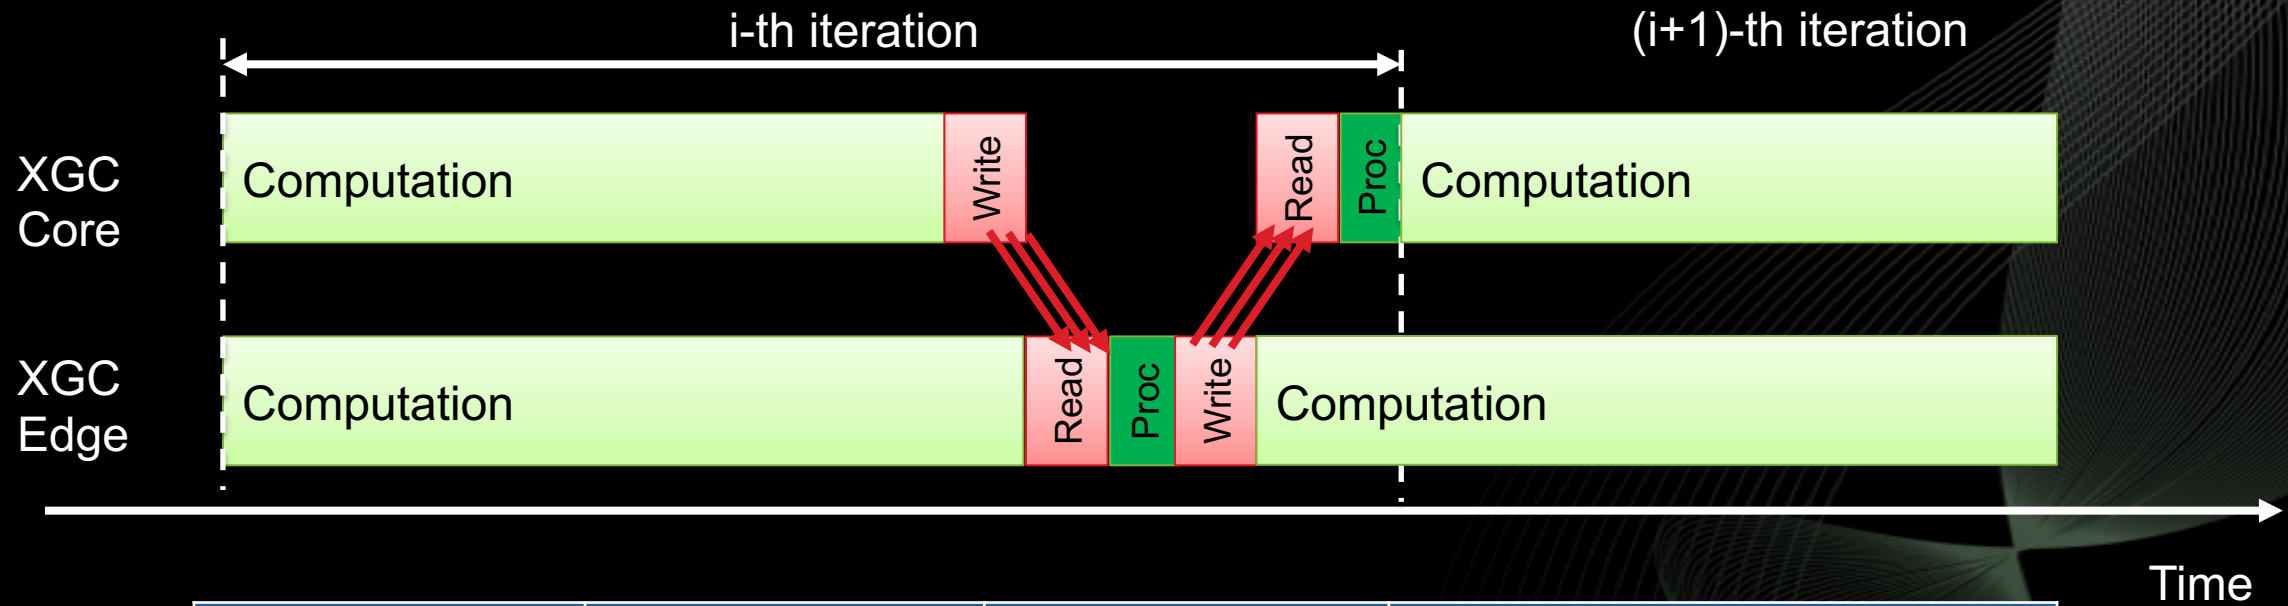 i-th iteration
(i+1)-th iteration
XGC
Core
Computation
Write
Read
Proc
Computation
XGC
Edge
Computation
Read
Proc
Write
Computation
Time